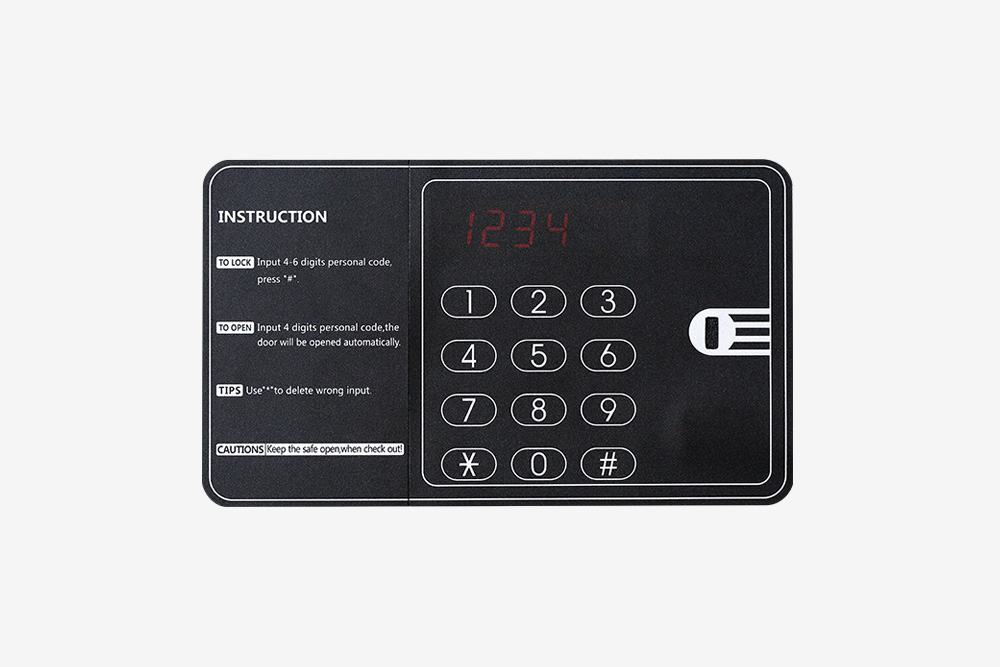 INSTRUCTION
TO LOCK Input 4-6 digits personal code,
press "#".
TO OPEN Input 4 digits personal code,the
door will be opened automatically.
TIPS Use"*"to delete wrong input.
CAUTIONS Keep the safe open,when check out!
1234
1 2 3
4 5 6
7 8 9
* 0 #